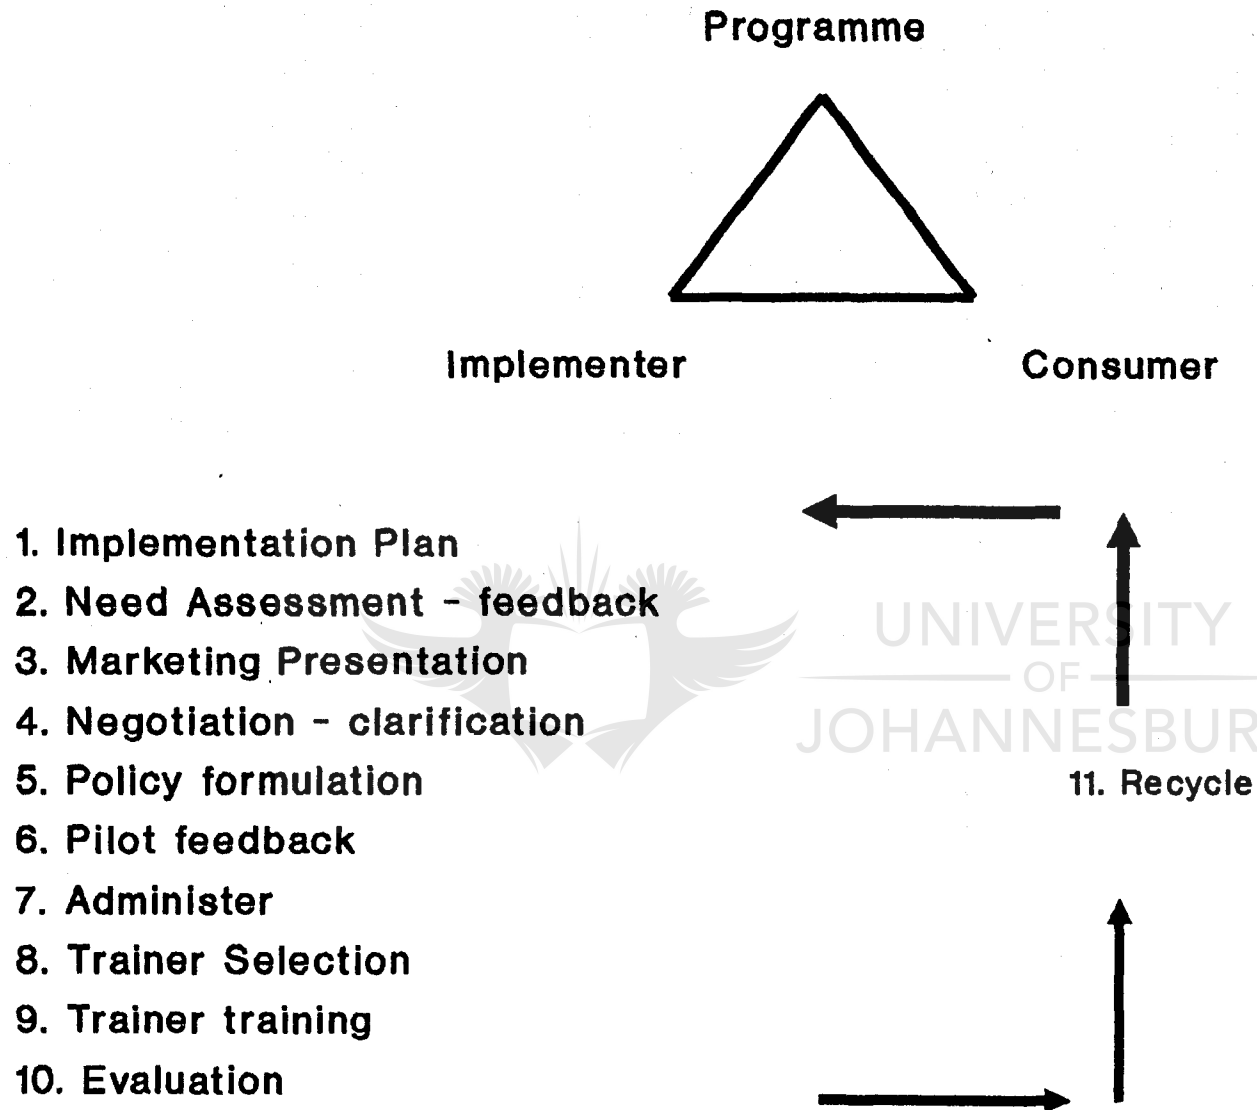 Programme
Implementer Consumer
1. Implementation Plan
2. Need Assessment - feedback
3. Marketing Presentation
4. Negotiation - clarification
5. Policy formulation
6. Pilot feedback
7. Administer
8. Trainer Selection
9. Trainer training
10. Evaluation
UNIVERSITY
OF
JOHANNESBUR
11. Recycle